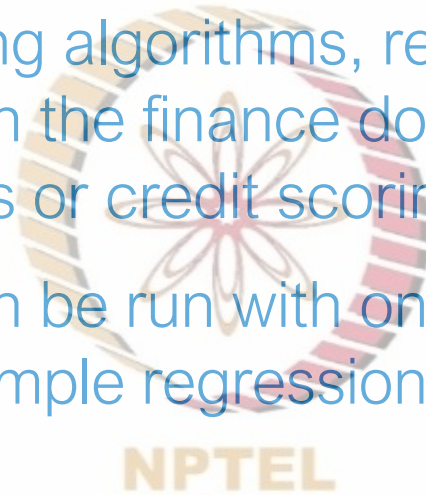 ng algorithms, re
n the finance do
s or credit scorin
n be run with on
mple regression
NPTEL